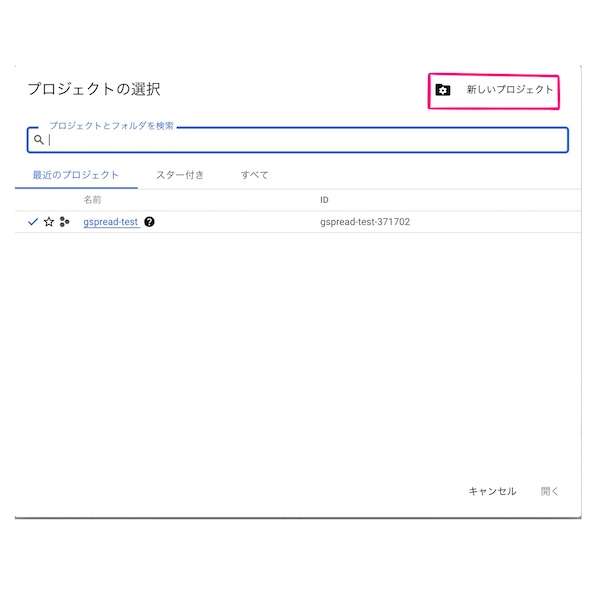 プロジェクトの選択
新しいプロジェクト
プロジェクトとフォルダを検索
最近のプロジェクト スター付き すべて
名前 ID
gspread-test gspread-test-371702
キャンセル 開く